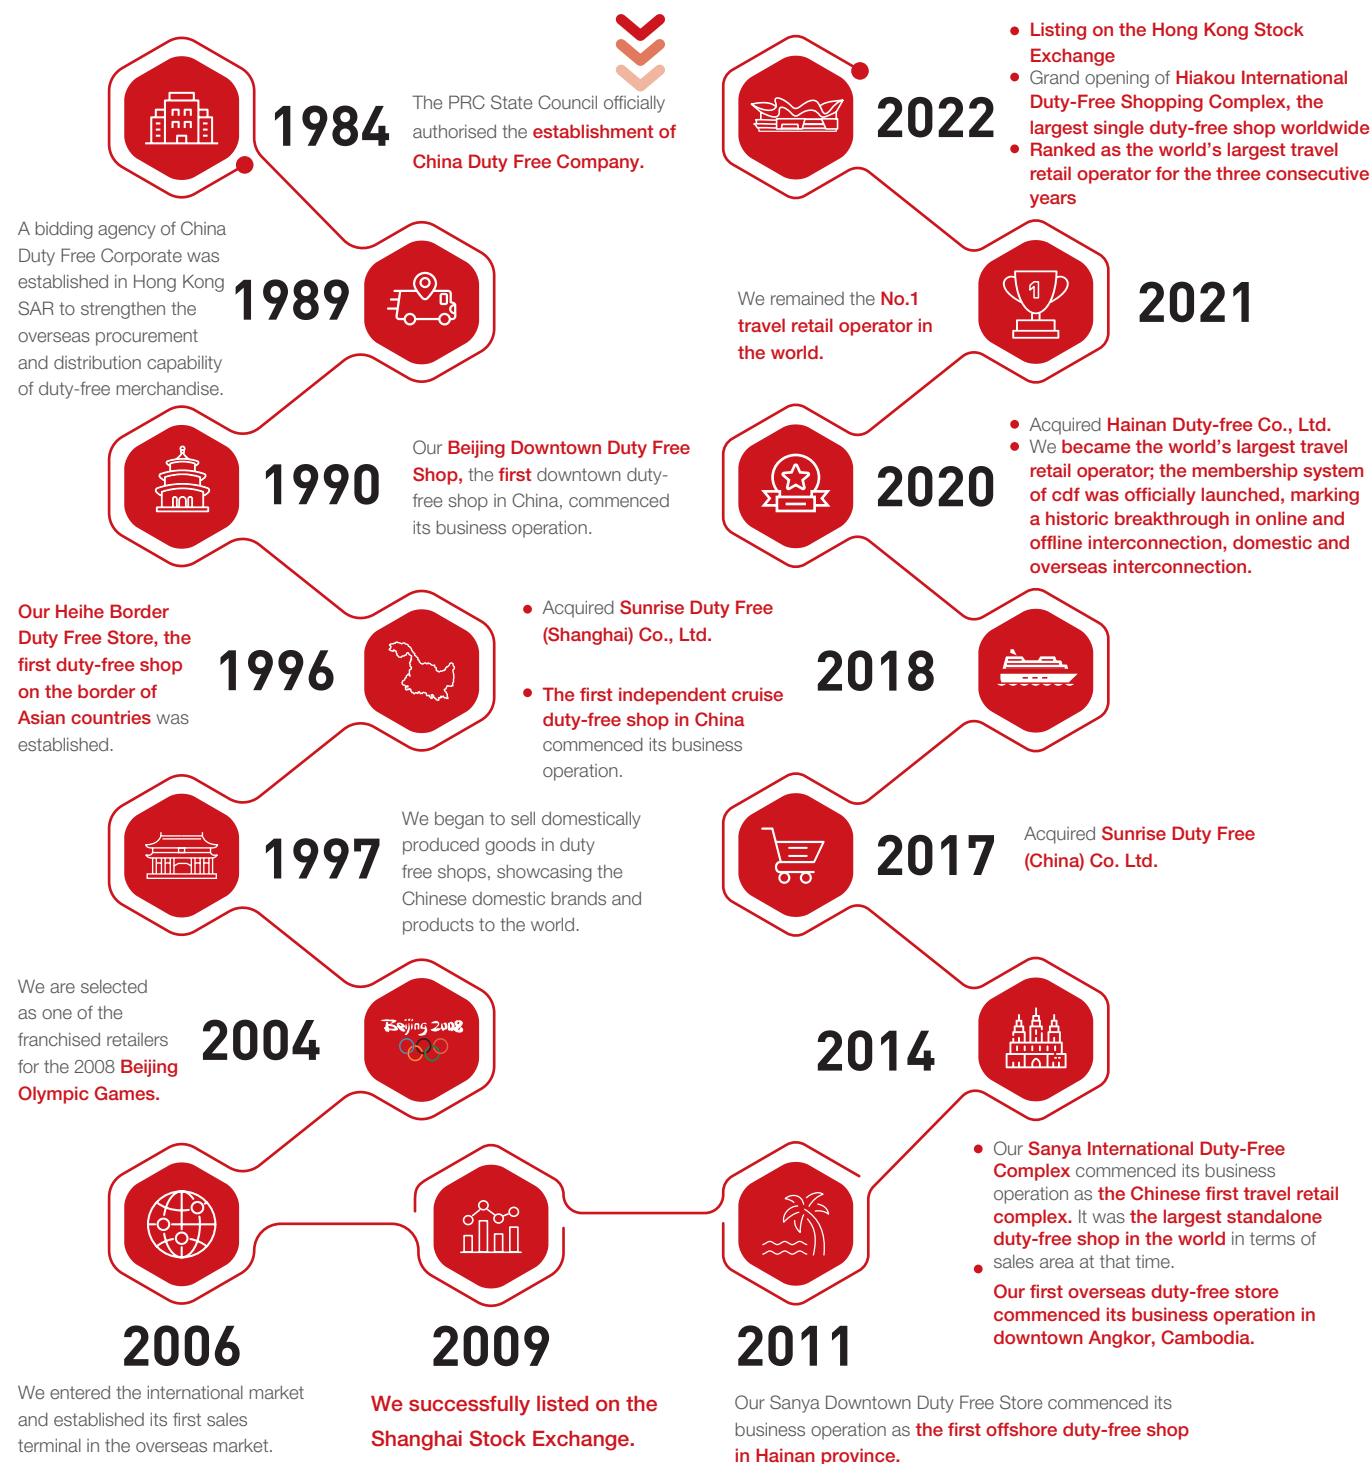 1984
The PRC State Council officially
authorised the establishment of
China Duty Free Company.
A bidding agency of China
Duty Free Corporate was
established in Hong Kong
SAR to strengthen the
overseas procurement
and distribution capability
of duty-free merchandise.
1989
1990
Our Beijing Downtown Duty Free
Shop, the first downtown duty-
free shop in China, commenced
its business operation.
Our Heihe Border
Duty Free Store, the
first duty-free shop
on the border of
Asian countries was
established.
1996
1997
We began to sell domestically
produced goods in duty
free shops, showcasing the
Chinese domestic brands and
products to the world.
We are selected
as one of the
franchised retailers
for the 2008 Beijing
Olympic Games.
2004
Beijing 2008
2006
We entered the international market
and established its first sales
terminal in the overseas market.
2009
We successfully listed on the
Shanghai Stock Exchange.
2011
Our Sanya Downtown Duty Free Store commenced its
business operation as the first offshore duty-free shop
in Hainan province.
2014
• Our Sanya International Duty-Free
Complex commenced its business
operation as the Chinese first travel retail
complex. It was the largest standalone
duty-free shop in the world in terms of
sales area at that time.
• Our first overseas duty-free store
commenced its business operation in
downtown Angkor, Cambodia.
2017
Acquired Sunrise Duty Free
(China) Co. Ltd.
• Acquired Sunrise Duty Free
(Shanghai) Co., Ltd.
• The first independent cruise
duty-free shop in China
commenced its business
operation.
2018
2020
• Acquired Hainan Duty-free Co., Ltd.
• We became the world's largest travel
retail operator; the membership system
of cdf was officially launched, marking
a historic breakthrough in online and
offline interconnection, domestic and
overseas interconnection.
We remained the No.1
travel retail operator in
the world.
1
2021
2022
• Listing on the Hong Kong Stock
Exchange
• Grand opening of Hiakou International
Duty-Free Shopping Complex, the
largest single duty-free shop worldwide
• Ranked as the world's largest travel
retail operator for the three consecutive
years